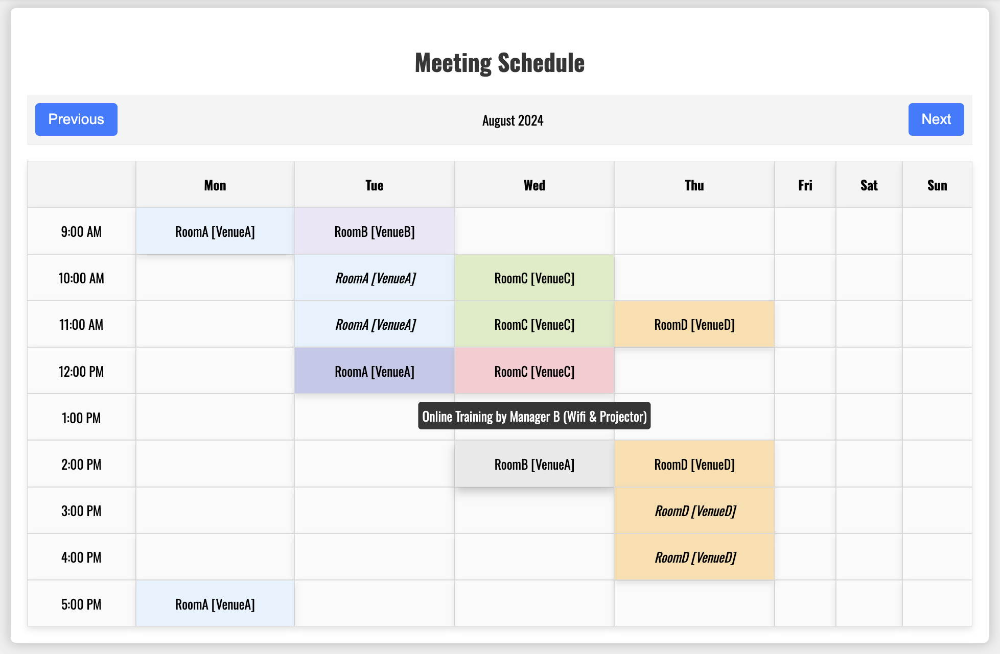 Meeting Schedule
Previous August 2024 Next
Mon Tue Wed Thu Fri Sat Sun
9:00 AM RoomA [VenueA] RoomB [VenueB]
10:00 AM RoomA [VenueA] RoomC [VenueC]
11:00 AM RoomA [VenueA] RoomC [VenueC] RoomD [VenueD]
12:00 PM RoomA [VenueA] RoomC [VenueC]
1:00 PM Online Training by Manager B (Wifi & Projector)
2:00 PM RoomB [VenueA] RoomD [VenueD]
3:00 PM RoomD [VenueD]
4:00 PM RoomD [VenueD]
5:00 PM RoomA [VenueA]